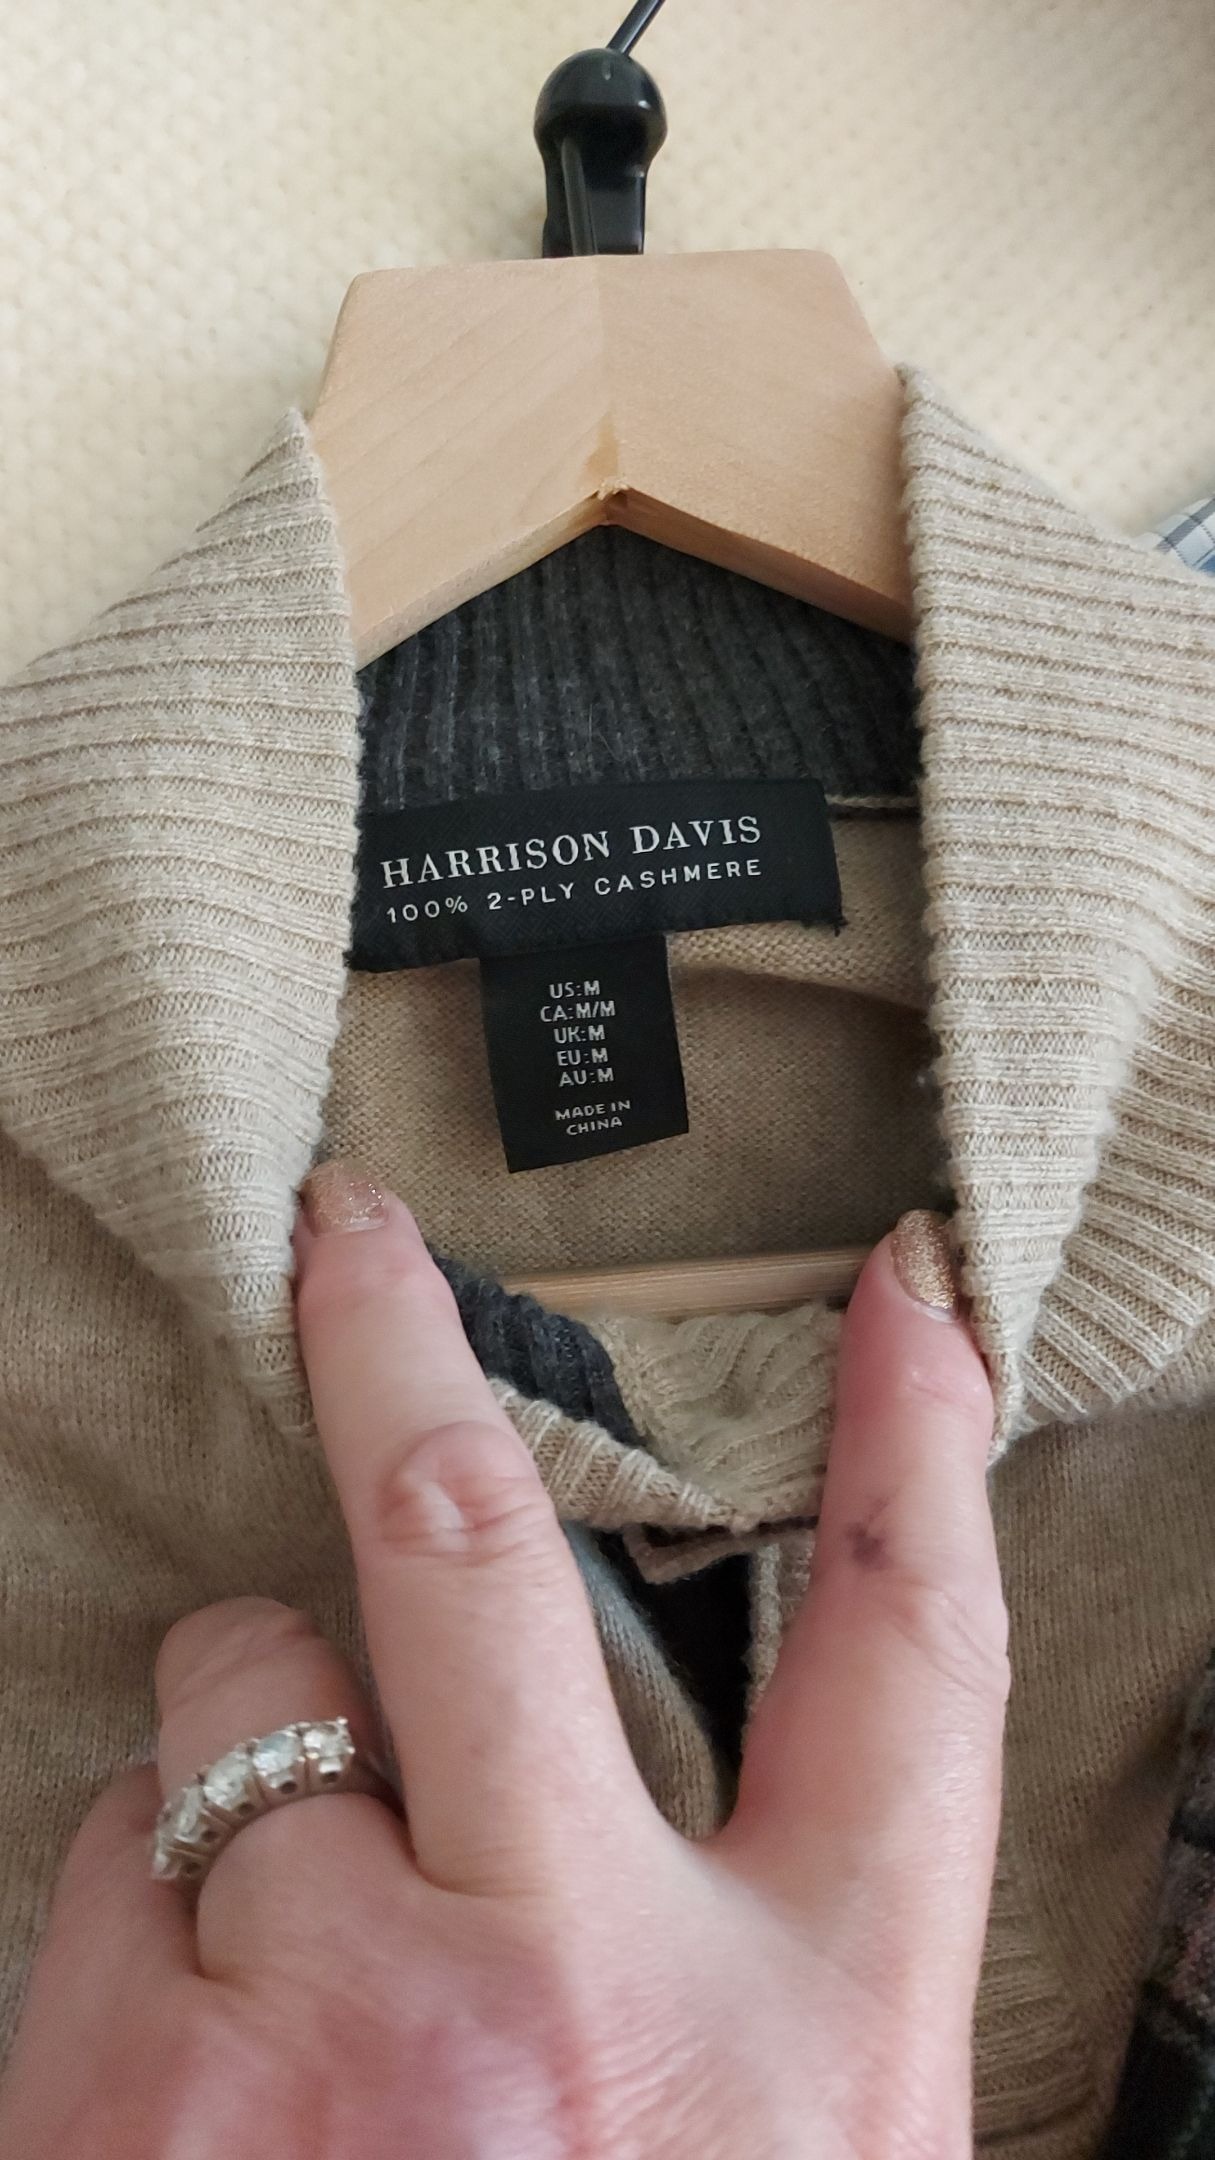 HARRISON DAVIS
100% 2-PLY CASHMERE
US:M
CA:M/M
UK:M
EU:M
AU:M
MADE IN
CHINA